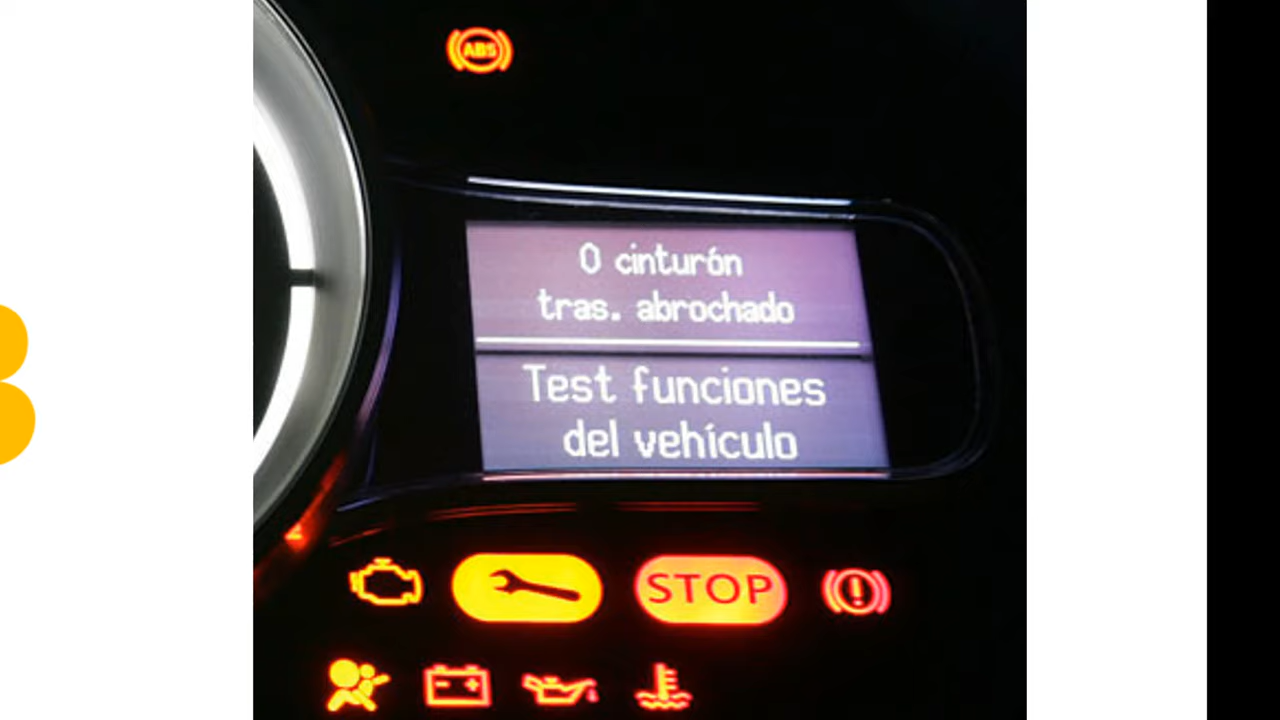 ABS
0 cinturón
tras. abrochado
Test funciones
del vehículo
STOP